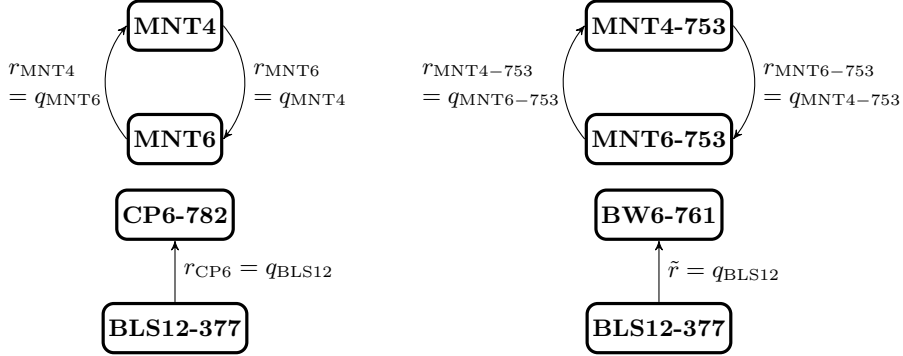 MNT4
r_MNT4
= q_MNT6
r_MNT6
= q_MNT4
MNT6
MNT4-753
r_MNT4−753
= q_MNT6−753
r_MNT6−753
= q_MNT4−753
MNT6-753
CP6-782
r_CP6 = q_BLS12
BLS12-377
BW6-761
r̃ = q_BLS12
BLS12-377